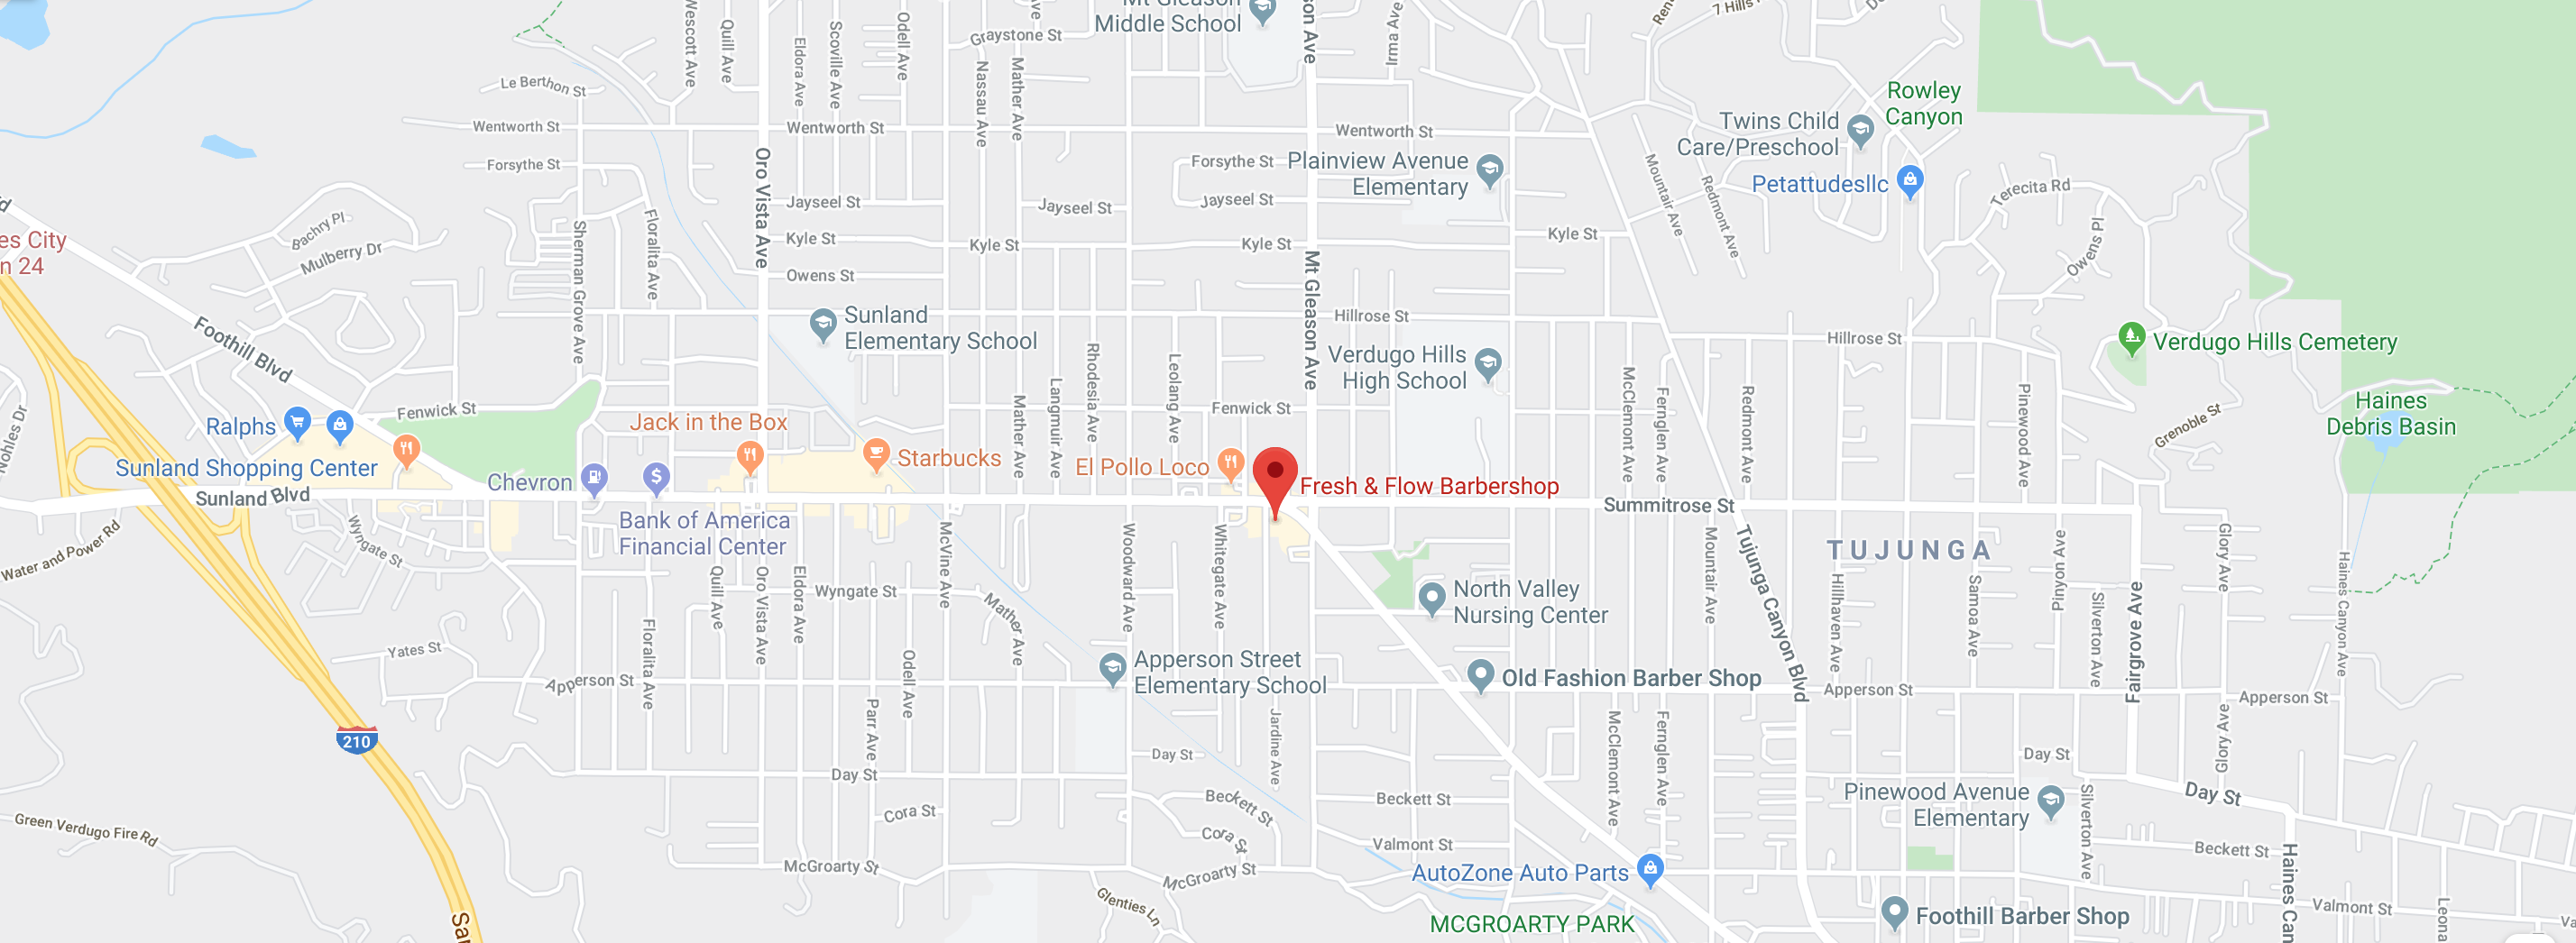 Mt Gleason
Middle School
son Ave
Irma Ave
7 Hills
Wescott Ave
Quill Ave
Eldora Ave
Scoville Ave
Odell Ave
Graystone St
Nassau Ave
Mather Ave
Le Berthon St
Wentworth St
Wentworth St
Wentworth St
Rowley
Canyon
Twins Child
Care/Preschool
Petattudesllc
Forsythe St
Forsythe St
Plainview Avenue
Elementary
Oro Vista Ave
Jayseel St
Jayseel St
Jayseel St
Mountair Ave
Redmont Ave
Terecita Rd
Owens Pl
Bachry Pl
Mulberry Dr
Sherman Grove Ave
Floralita Ave
Kyle St
Kyle St
Kyle St
Kyle St
es City
n 24
Owens St
Mt Gleason Ave
Foothill Blvd
Sunland
Elementary School
Hillrose St
Hillrose St
Verdugo Hills
High School
Verdugo Hills Cemetery
Rhodesia Ave
Leolang Ave
Langmuir Ave
Mather Ave
McClemont Ave
Fernglen Ave
Redmont Ave
Pinewood Ave
Grenoble St
Haines
Debris Basin
Nohles Dr
Ralphs
Fenwick St
Fenwick St
Jack in the Box
Sunland Shopping Center
Chevron
Starbucks
El Pollo Loco
Fresh & Flow Barbershop
Sunland Blvd
Summitrose St
Bank of America
Financial Center
Water and Power Rd
Wyngate St
McVine Ave
Woodward Ave
Whitegate Ave
Mountair Ave
Tujunga Canyon Blvd
TUJUNGA
Hillhaven Ave
Samoa Ave
Pinyon Ave
Silverton Ave
Fairgrove Ave
Glory Ave
Haines Canyon Ave
Quill Ave
Oro Vista Ave
Eldora Ave
Wyngate St
Mather Ave
North Valley
Nursing Center
Yates St
Floralita Ave
Odell Ave
Apperson St
Apperson Street
Elementary School
Old Fashion Barber Shop
Apperson St
Apperson St
210
Parr Ave
Jardine Ave
McClemont Ave
Fernglen Ave
Glory Ave
Day St
Day St
Day St
Day St
Green Verdugo Fire Rd
Cora St
Beckett St
Cora St
Beckett St
Pinewood Avenue
Elementary
Silverton Ave
Valmont St
Beckett St
McGroarty St
McGroarty St
AutoZone Auto Parts
Glenties Ln
MCGROARTY PARK
Foothill Barber Shop
Haines Can
Valmont St
Leona
Va
Sa